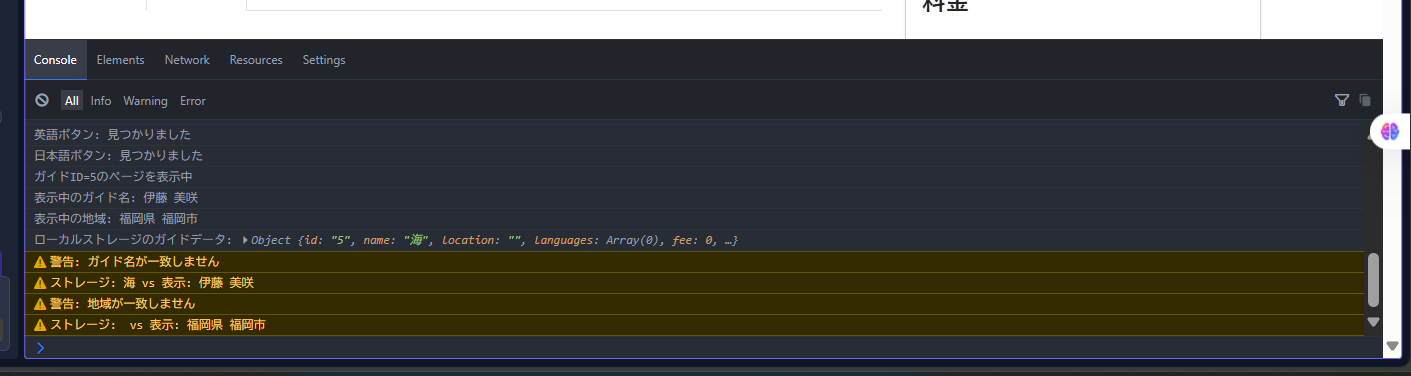 料金
Console Elements Network Resources Settings
All Info Warning Error
英語ボタン: 見つかりました
日本語ボタン: 見つかりました
ガイドID=5のページを表示中
表示中のガイド名: 伊藤 美咲
表示中の地域: 福岡県 福岡市
ローカルストレージのガイドデータ: Object {id: "5", name: "海", location: "", languages: Array(0), fee: 0, …}
警告: ガイド名が一致しません
ストレージ: 海 vs 表示: 伊藤 美咲
警告: 地域が一致しません
ストレージ:  vs 表示: 福岡県 福岡市